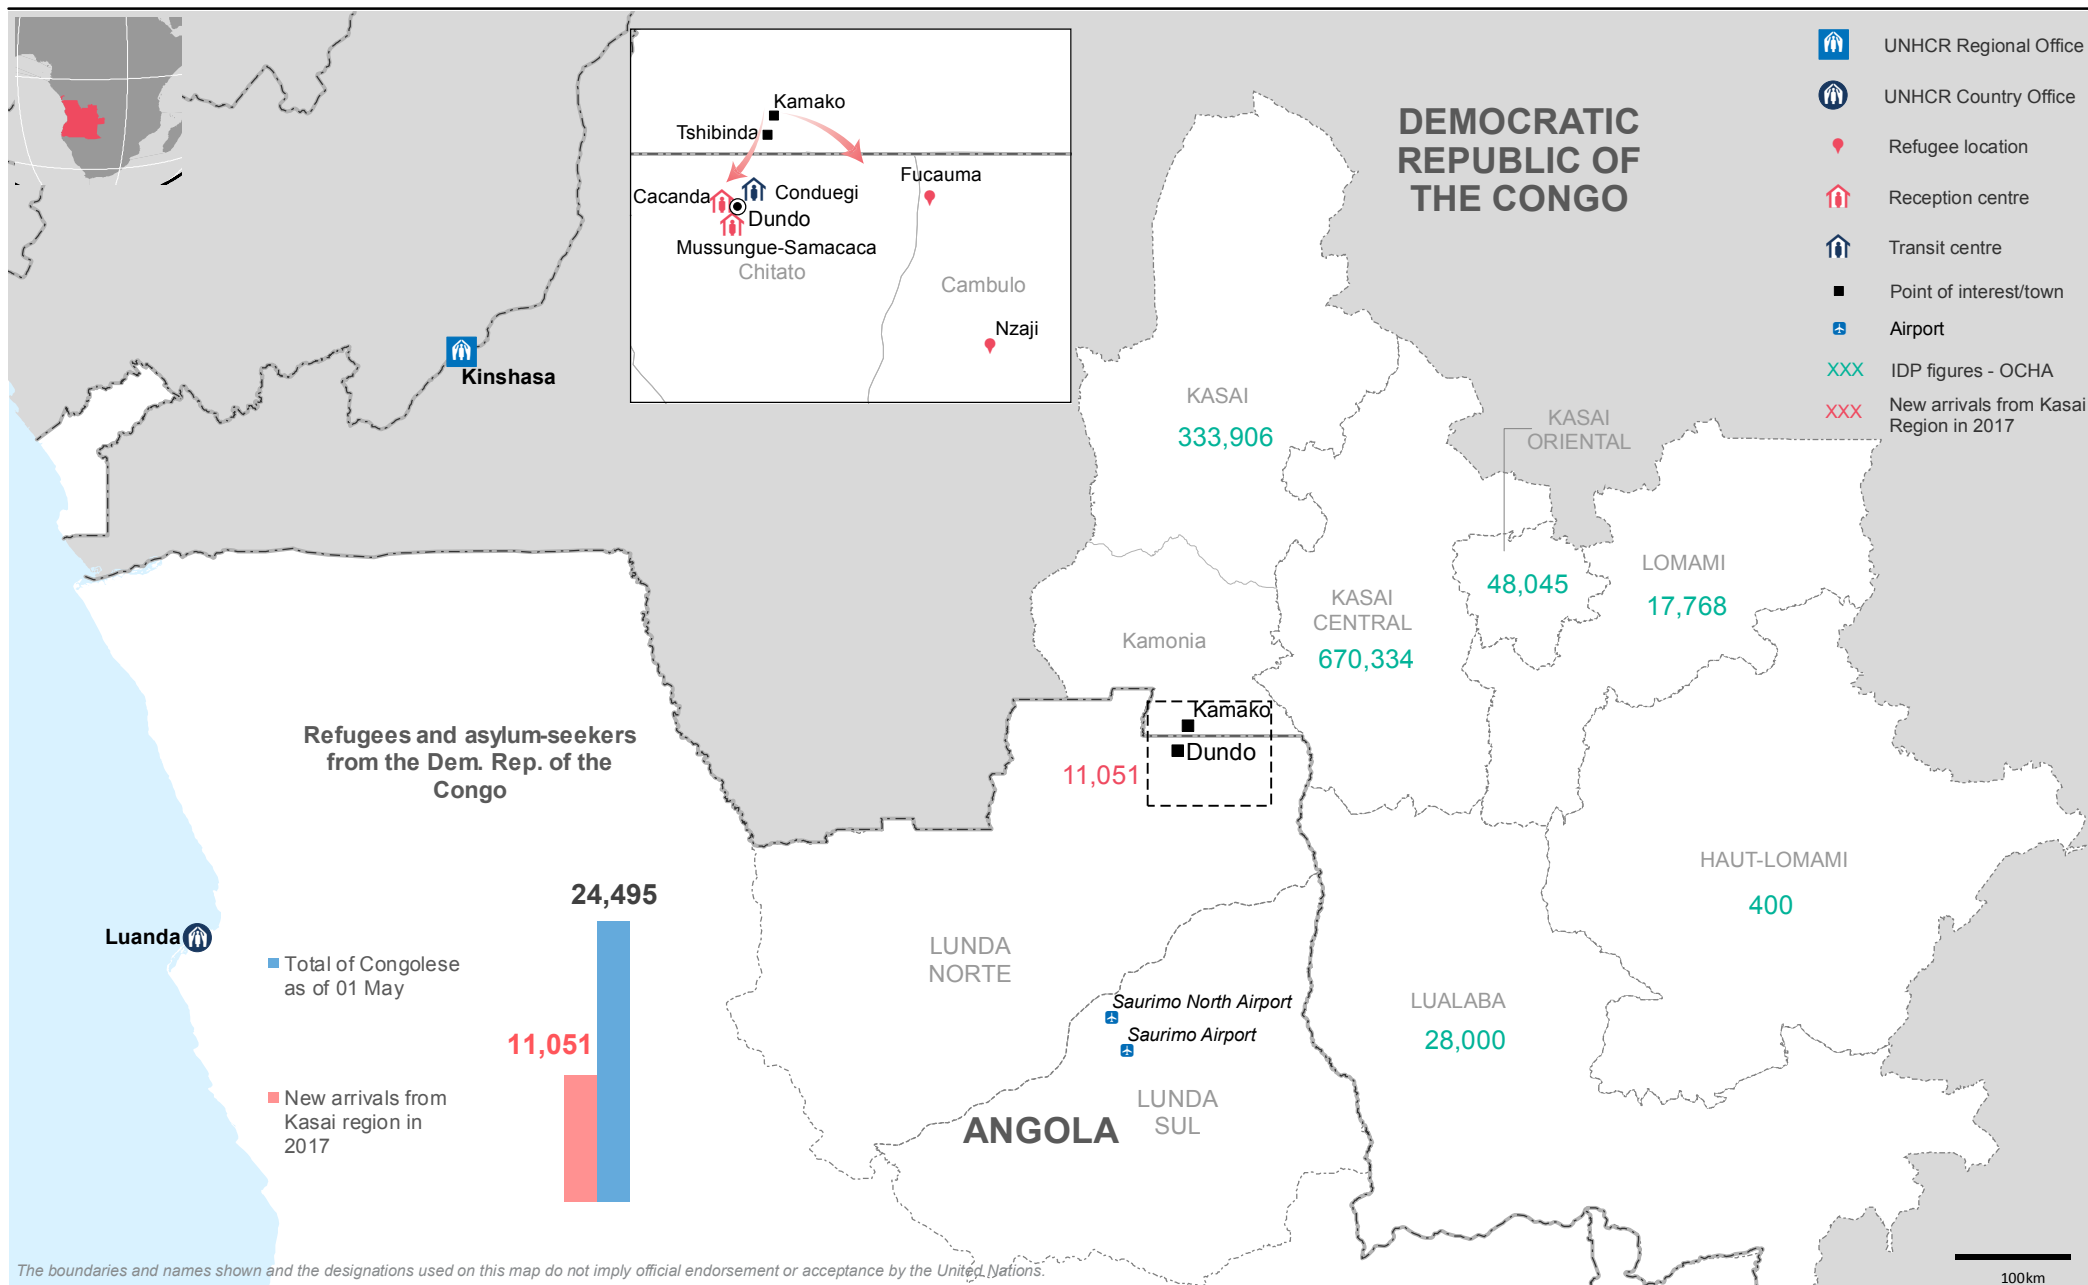 UNHCR Regional Office
UNHCR Country Office
Refugee location
Reception centre
Transit centre
Point of interest/town
Airport
XXX IDP figures - OCHA
XXX New arrivals from Kasai
Region in 2017
Kamako
Tshibinda
Cacanda
Conduegi
Dundo
Mussungue-Samacaca
Chitato
Fucauma
Cambulo
Nzaji
DEMOCRATIC
REPUBLIC OF
THE CONGO
Kinshasa
KASAI
333,906
KASAI
ORIENTAL
48,045
LOMAMI
17,768
KASAI
CENTRAL
670,334
Kamonia
Kamako
Dundo
11,051
HAUT-LOMAMI
400
LUALABA
28,000
LUNDA
NORTE
Saurimo North Airport
Saurimo Airport
LUNDA
SUL
ANGOLA
Luanda
Refugees and asylum-seekers
from the Dem. Rep. of the
Congo
24,495
11,051
Total of Congolese
as of 01 May
New arrivals from
Kasai region in
2017
The boundaries and names shown and the designations used on this map do not imply official endorsement or acceptance by the United Nations.
100km